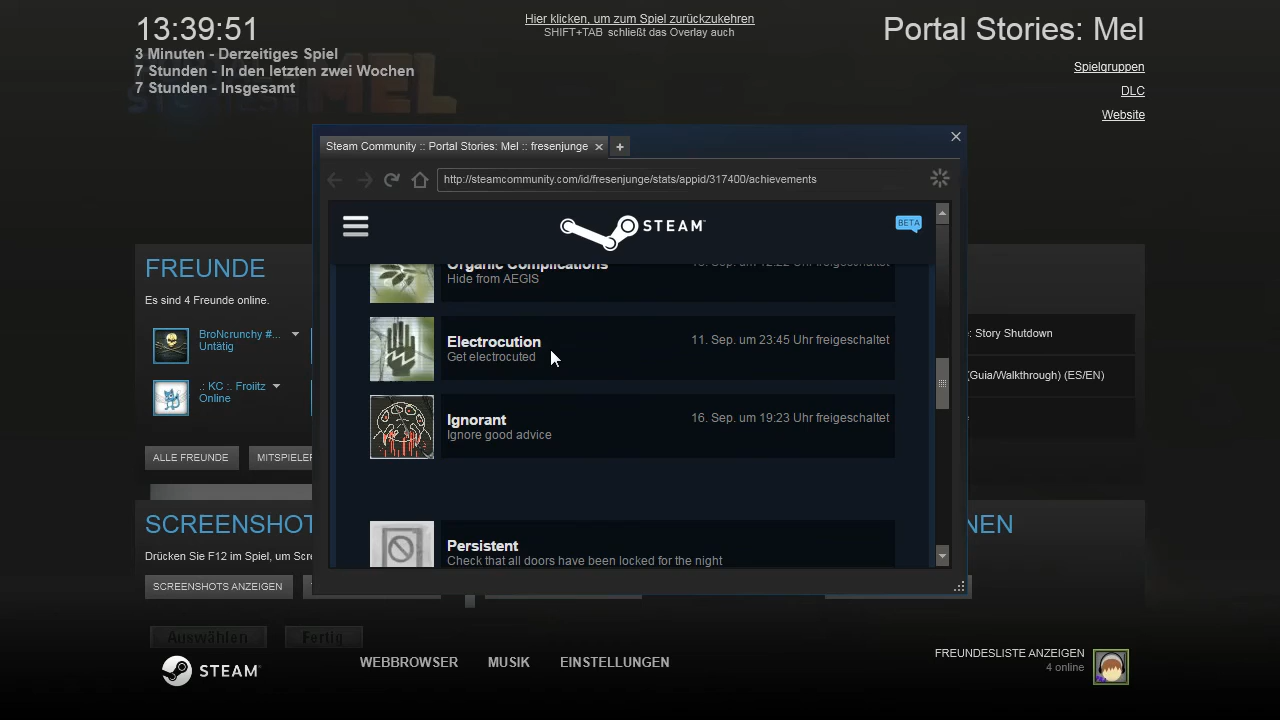 13:39:51
3 Minuten - Derzeitiges Spiel
7 Stunden - In den letzten zwei Wochen
7 Stunden - Insgesamt
Hier klicken, um zum Spiel zurückzukehren
SHIFT+TAB schließt das Overlay auch
Portal Stories: Mel
Spielgruppen
DLC
Website
MEL
Steam Community :: Portal Stories: Mel :: fresenjunge
http://steamcommunity.com/id/fresenjunge/stats/appid/317400/achievements
STEAM
BETA
Organic Complications
Hide from AEGIS
Electrocution
11. Sep. um 23:45 Uhr freigeschaltet
Get electrocuted
Ignorant
16. Sep. um 19:23 Uhr freigeschaltet
Ignore good advice
Persistent
Check that all doors have been locked for the night
FREUNDE
Es sind 4 Freunde online.
BroNcrunchy #...
Untätig
.: KC :. Froiitz
Online
ALLE FREUNDE
MITSPIELER
: Story Shutdown
(Guia/Walkthrough) (ES/EN)
SCREENSHOT
Drücken Sie F12 im Spiel, um Scre
SCREENSHOTS ANZEIGEN
NEN
Auswählen
Fertig
STEAM
WEBBROWSER
MUSIK
EINSTELLUNGEN
FREUNDESLISTE ANZEIGEN
4 online